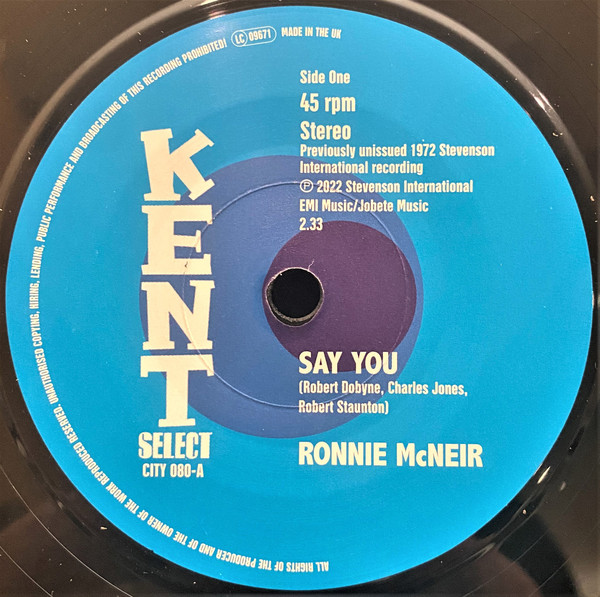 ALL RIGHTS OF THE PRODUCER AND OF THE OWNER OF THE WORK REPRODUCED RESERVED. UNAUTHORISED COPYING, HIRING, LENDING, PUBLIC PERFORMANCE AND BROADCASTING OF THIS RECORDING PROHIBITED! LC 09671 MADE IN THE UK
KENT
SELECT
CITY 080-A
Side One
45 rpm
Stereo
Previously unissued 1972 Stevenson
International recording
℗ 2022 Stevenson International
EMI Music/Jobete Music
2.33
SAY YOU
(Robert Dobyne, Charles Jones,
Robert Staunton)
RONNIE McNEIR